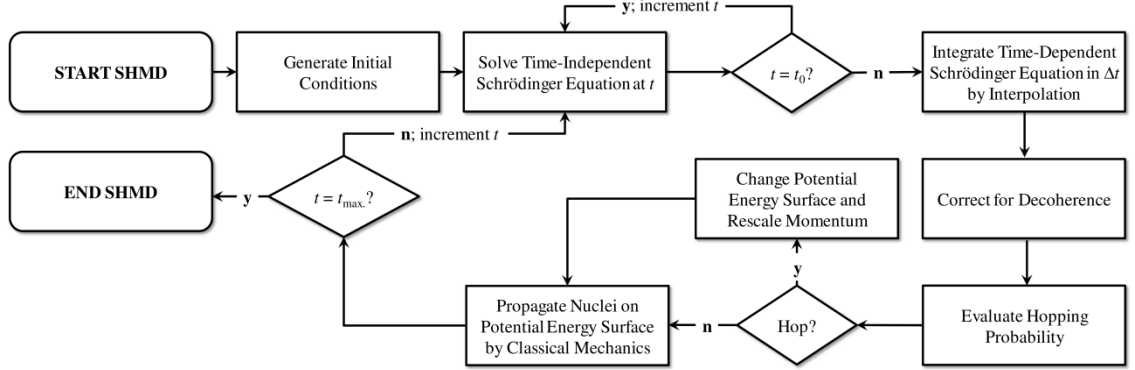 y; increment t
START SHMD
Generate Initial
Conditions
Solve Time-Independent
Schrödinger Equation at t
t = t0?
n
Integrate Time-Dependent
Schrödinger Equation in Δt
by Interpolation
n; increment t
END SHMD
y
t = tmax.?
Change Potential
Energy Surface and
Rescale Momentum
Correct for Decoherence
y
Propagate Nuclei on
Potential Energy Surface
by Classical Mechanics
n
Hop?
Evaluate Hopping
Probability